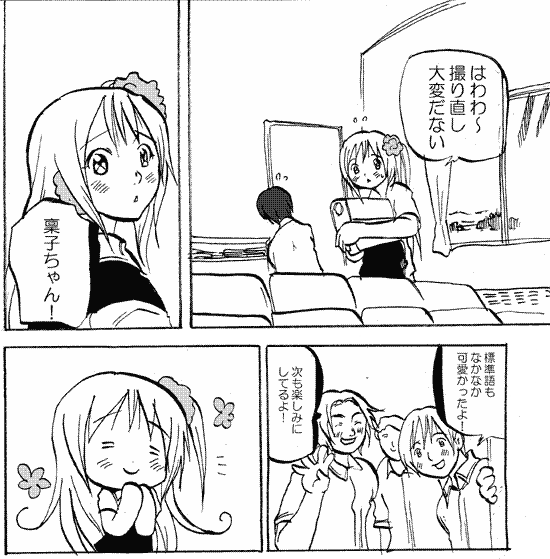 はわわ～
撮り直し
大変だない
稟子ちゃん！
標準語も
なかなか
可愛かったよ！
次も楽しみに
してるよ！